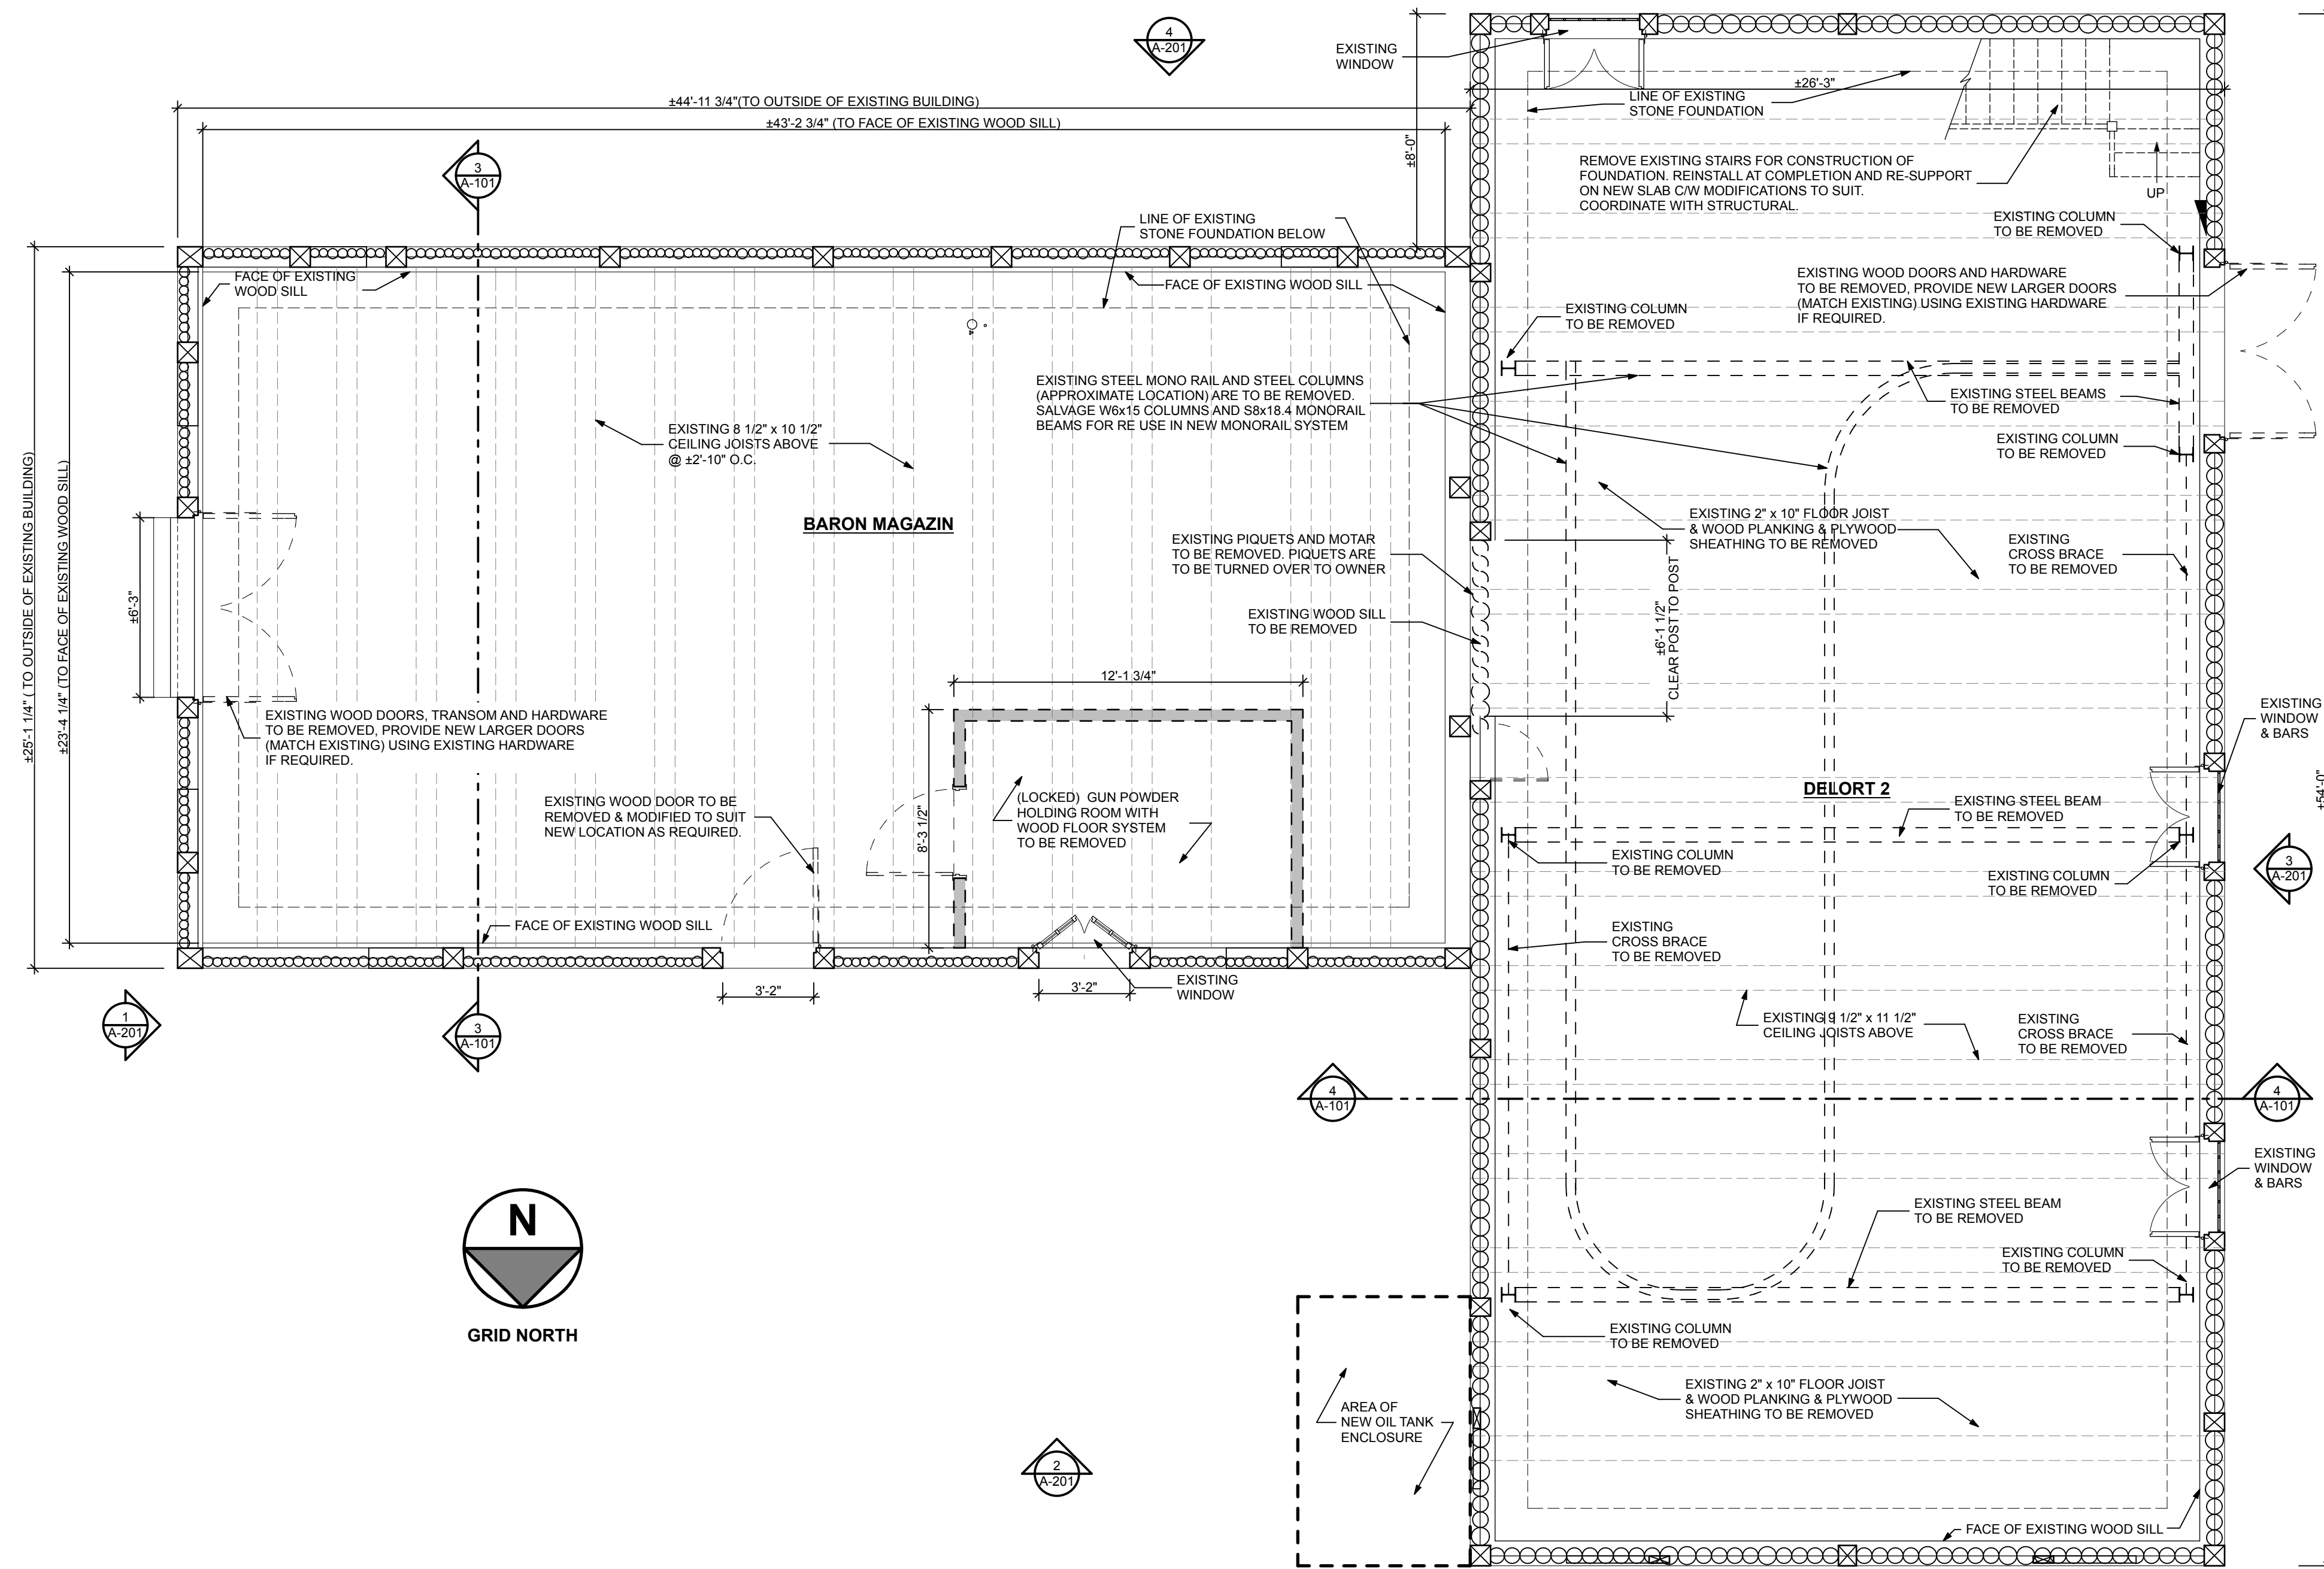 4
A-201
EXISTING
WINDOW
±44'-11 3/4"(TO OUTSIDE OF EXISTING BUILDING)
±43'-2 3/4" (TO FACE OF EXISTING WOOD SILL)
±8'-0"
±26'-3"
LINE OF EXISTING
STONE FOUNDATION
3
A-101
REMOVE EXISTING STAIRS FOR CONSTRUCTION OF
FOUNDATION. REINSTALL AT COMPLETION AND RE-SUPPORT
ON NEW SLAB C/W MODIFICATIONS TO SUIT.
COORDINATE WITH STRUCTURAL.
UP
LINE OF EXISTING
STONE FOUNDATION BELOW
EXISTING COLUMN
TO BE REMOVED
FACE OF EXISTING
WOOD SILL
FACE OF EXISTING WOOD SILL
EXISTING WOOD DOORS AND HARDWARE
TO BE REMOVED, PROVIDE NEW LARGER DOORS
(MATCH EXISTING) USING EXISTING HARDWARE
IF REQUIRED.
EXISTING COLUMN
TO BE REMOVED
EXISTING STEEL MONO RAIL AND STEEL COLUMNS
(APPROXIMATE LOCATION) ARE TO BE REMOVED.
SALVAGE W6x15 COLUMNS AND S8x18.4 MONORAIL
BEAMS FOR RE USE IN NEW MONORAIL SYSTEM
EXISTING STEEL BEAMS
TO BE REMOVED
EXISTING 8 1/2" x 10 1/2"
CEILING JOISTS ABOVE
@ ±2'-10" O.C.
EXISTING COLUMN
TO BE REMOVED
BARON MAGAZIN
EXISTING 2" x 10" FLOOR JOIST
& WOOD PLANKING & PLYWOOD
SHEATHING TO BE REMOVED
EXISTING PIQUETS AND MOTAR
TO BE REMOVED. PIQUETS ARE
TO BE TURNED OVER TO OWNER
EXISTING
CROSS BRACE
TO BE REMOVED
±25'-1 1/4" ( TO OUTSIDE OF EXISTING BUILDING)
±23'-4 1/4" (TO FACE OF EXISTING WOOD SILL)
±6'-3"
EXISTING WOOD SILL
TO BE REMOVED
±6'-1 1/2"
CLEAR POST TO POST
12'-1 3/4"
EXISTING WOOD DOORS, TRANSOM AND HARDWARE
TO BE REMOVED, PROVIDE NEW LARGER DOORS
(MATCH EXISTING) USING EXISTING HARDWARE
IF REQUIRED.
EXISTING
WINDOW
& BARS
±54'-0"
EXISTING WOOD DOOR TO BE
REMOVED & MODIFIED TO SUIT
NEW LOCATION AS REQUIRED.
8'-3 1/2"
(LOCKED) GUN POWDER
HOLDING ROOM WITH
WOOD FLOOR SYSTEM
TO BE REMOVED
DELORT 2
EXISTING STEEL BEAM
TO BE REMOVED
EXISTING COLUMN
TO BE REMOVED
EXISTING COLUMN
TO BE REMOVED
3
A-201
FACE OF EXISTING WOOD SILL
EXISTING
CROSS BRACE
TO BE REMOVED
3'-2"
3'-2"
EXISTING
WINDOW
1
A-201
3
A-101
EXISTING 9 1/2" x 11 1/2"
CEILING JOISTS ABOVE
EXISTING
CROSS BRACE
TO BE REMOVED
4
A-101
4
A-101
EXISTING
WINDOW
& BARS
N
GRID NORTH
EXISTING STEEL BEAM
TO BE REMOVED
EXISTING COLUMN
TO BE REMOVED
EXISTING COLUMN
TO BE REMOVED
AREA OF
NEW OIL TANK
ENCLOSURE
EXISTING 2" x 10" FLOOR JOIST
& WOOD PLANKING & PLYWOOD
SHEATHING TO BE REMOVED
2
A-201
FACE OF EXISTING WOOD SILL